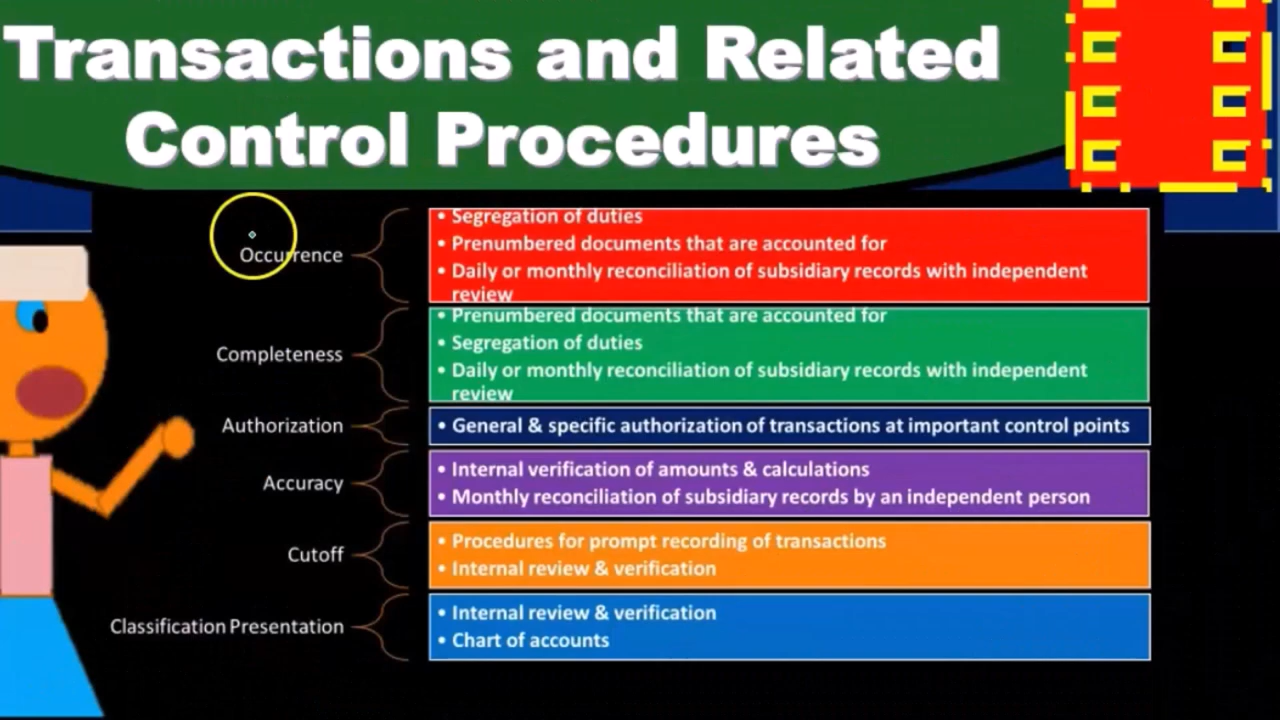 Transactions and Related
Control Procedures
Occurrence
• Segregation of duties
• Prenumbered documents that are accounted for
• Daily or monthly reconciliation of subsidiary records with independent
review
Completeness
• Prenumbered documents that are accounted for
• Segregation of duties
• Daily or monthly reconciliation of subsidiary records with independent
review
Authorization
• General & specific authorization of transactions at important control points
Accuracy
• Internal verification of amounts & calculations
• Monthly reconciliation of subsidiary records by an independent person
Cutoff
• Procedures for prompt recording of transactions
• Internal review & verification
Classification Presentation
• Internal review & verification
• Chart of accounts